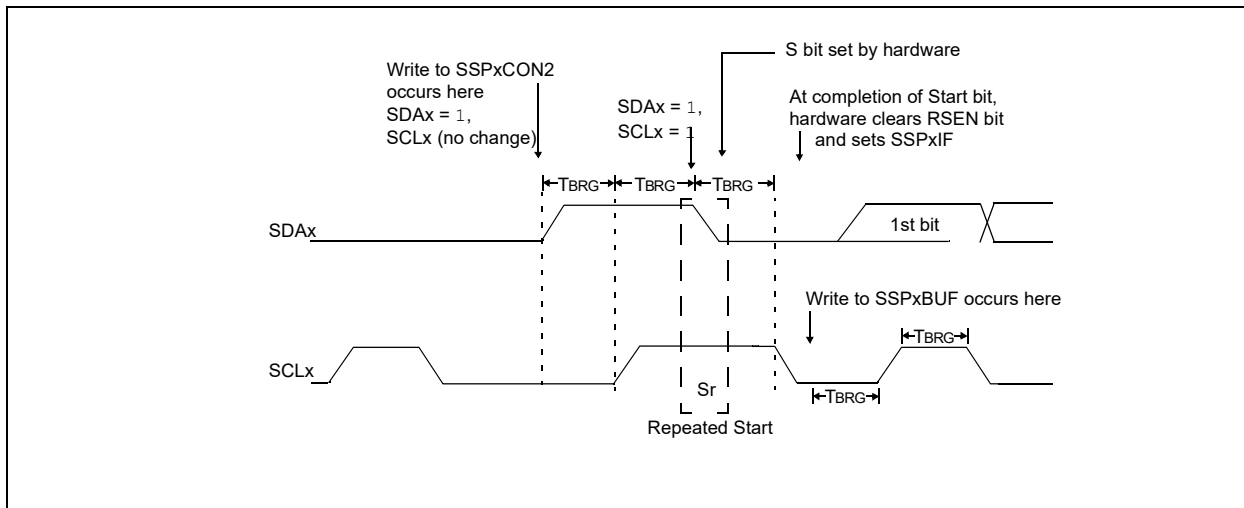 S bit set by hardware
Write to SSPxCON2
occurs here
SDAx = 1,
SCLx (no change)
SDAx = 1,
SCLx = 1
At completion of Start bit,
hardware clears RSEN bit
and sets SSPxIF
TBRG TBRG TBRG
SDAx
1st bit
Write to SSPxBUF occurs here
TBRG
SCLx
Sr
TBRG
Repeated Start